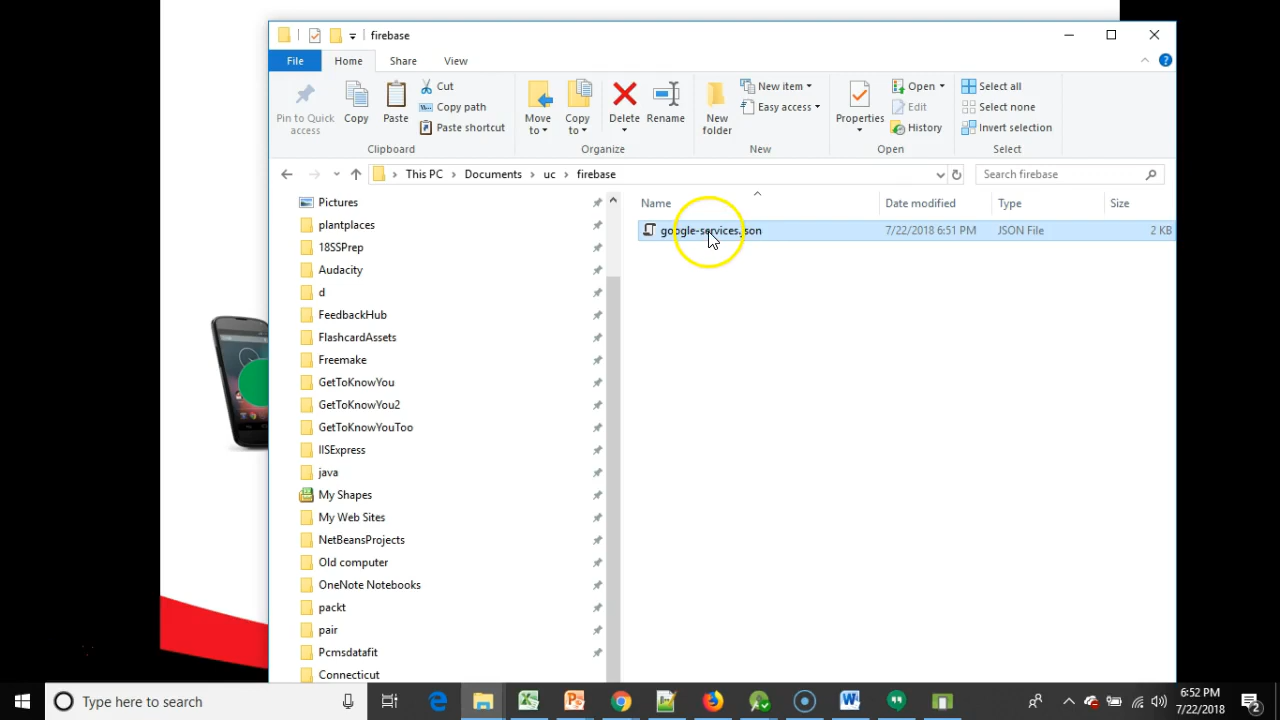 firebase
File
Home
Share
View
Pin to Quick access
Copy
Paste
Cut
Copy path
Paste shortcut
Clipboard
Move to
Copy to
Delete
Rename
Organize
New folder
New item
Easy access
New
Properties
Open
Edit
History
Open
Select all
Select none
Invert selection
Select
This PC > Documents > uc > firebase
Search firebase
Name
Date modified
Type
Size
google-services.json
7/22/2018 6:51 PM
JSON File
2 KB
Pictures
plantplaces
18SSPrep
Audacity
d
FeedbackHub
FlashcardAssets
Freemake
GetToKnowYou
GetToKnowYou2
GetToKnowYouToo
IISExpress
java
My Shapes
My Web Sites
NetBeansProjects
Old computer
OneNote Notebooks
packt
pair
Pcmsdatafit
Connecticut
Type here to search
6:52 PM
7/22/2018
2